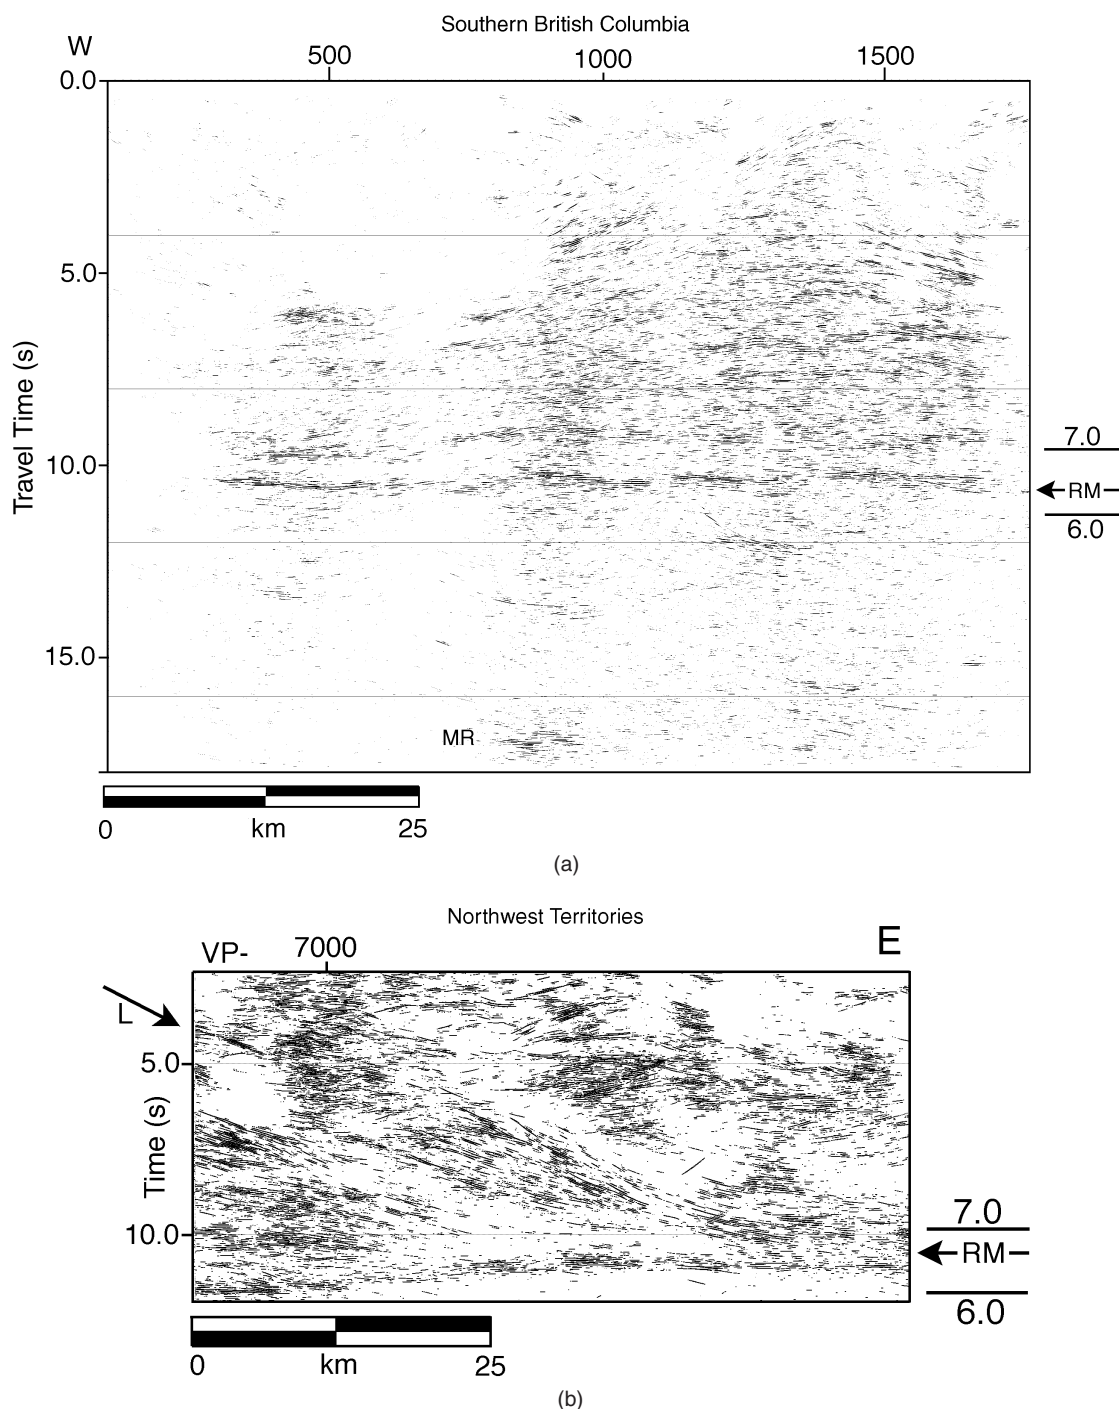 Southern British Columbia
W
500 1000 1500
0.0
5.0
10.0
15.0
Travel Time (s)
7.0
RM
6.0
MR
0 km 25
(a)
Northwest Territories
VP- 7000 E
L
5.0
Time (s)
10.0
7.0
RM
6.0
0 km 25
(b)